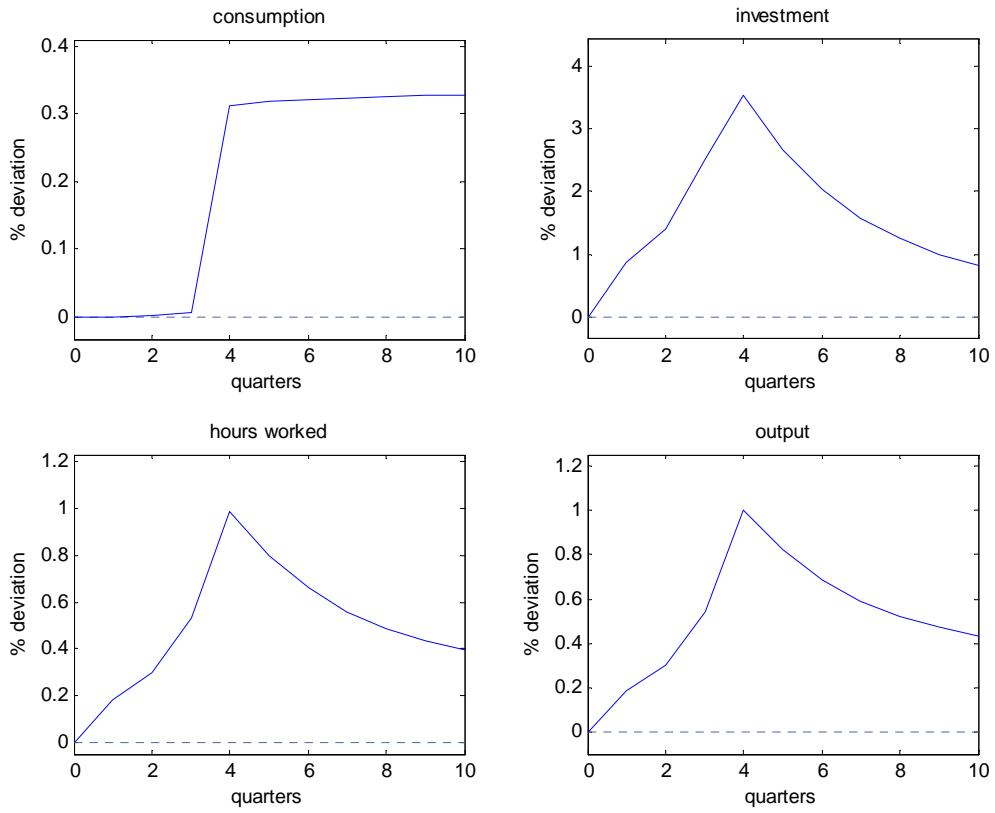 consumption
0.4
0.3
0.2
0.1
0
% deviation
0 2 4 6 8 10
quarters
investment
4
3
2
1
0
% deviation
0 2 4 6 8 10
quarters
hours worked
1.2
1
0.8
0.6
0.4
0.2
0
% deviation
0 2 4 6 8 10
quarters
output
1.2
1
0.8
0.6
0.4
0.2
0
% deviation
0 2 4 6 8 10
quarters